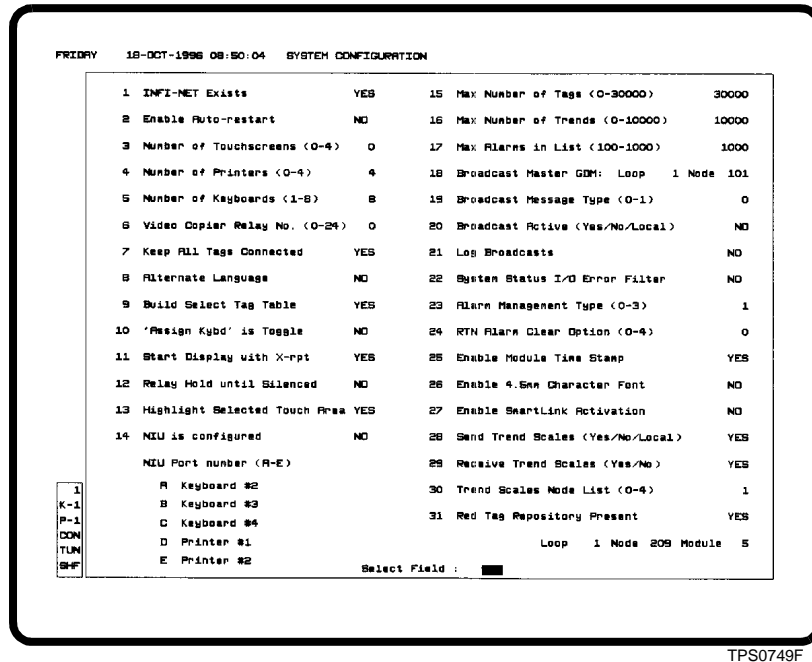 FRIDAY 18-OCT-1996 08:50:04 SYSTEM CONFIGURATION
1 INFI-NET Exists YES
2 Enable Auto-restart NO
3 Number of Touchscreens (0-4) 0
4 Number of Printers (0-4) 4
5 Number of Keyboards (1-8) 8
6 Video Copier Relay No. (0-24) 0
7 Keep All Tags Connected YES
8 Alternate Language NO
9 Build Select Tag Table YES
10 'Assign Kybd' is Toggle NO
11 Start Display with X-rpt YES
12 Relay Hold until Silenced NO
13 Highlight Selected Touch Area YES
14 NIU is configured NO
NIU Port number (A-E)
A Keyboard #2
B Keyboard #3
C Keyboard #4
D Printer #1
E Printer #2
15 Max Number of Tags (0-30000) 30000
16 Max Number of Trends (0-10000) 10000
17 Max Alarms in List (100-1000) 1000
18 Broadcast Master GDM: Loop 1 Node 101
19 Broadcast Message Type (0-1) 0
20 Broadcast Active (Yes/No/Local) NO
21 Log Broadcasts NO
22 System Status I/O Error Filter NO
23 Alarm Management Type (0-3) 1
24 RTN Alarm Clear Option (0-4) 0
25 Enable Module Time Stamp YES
26 Enable 4.5mm Character Font NO
27 Enable SmartLink Activation NO
28 Send Trend Scales (Yes/No/Local) YES
29 Receive Trend Scales (Yes/No) YES
30 Trend Scales Node List (0-4) 1
31 Red Tag Repository Present YES
Loop 1 Node 209 Module 5
1
K-1
P-1
CON
TUN
SHF
Select Field :
TPS0749F